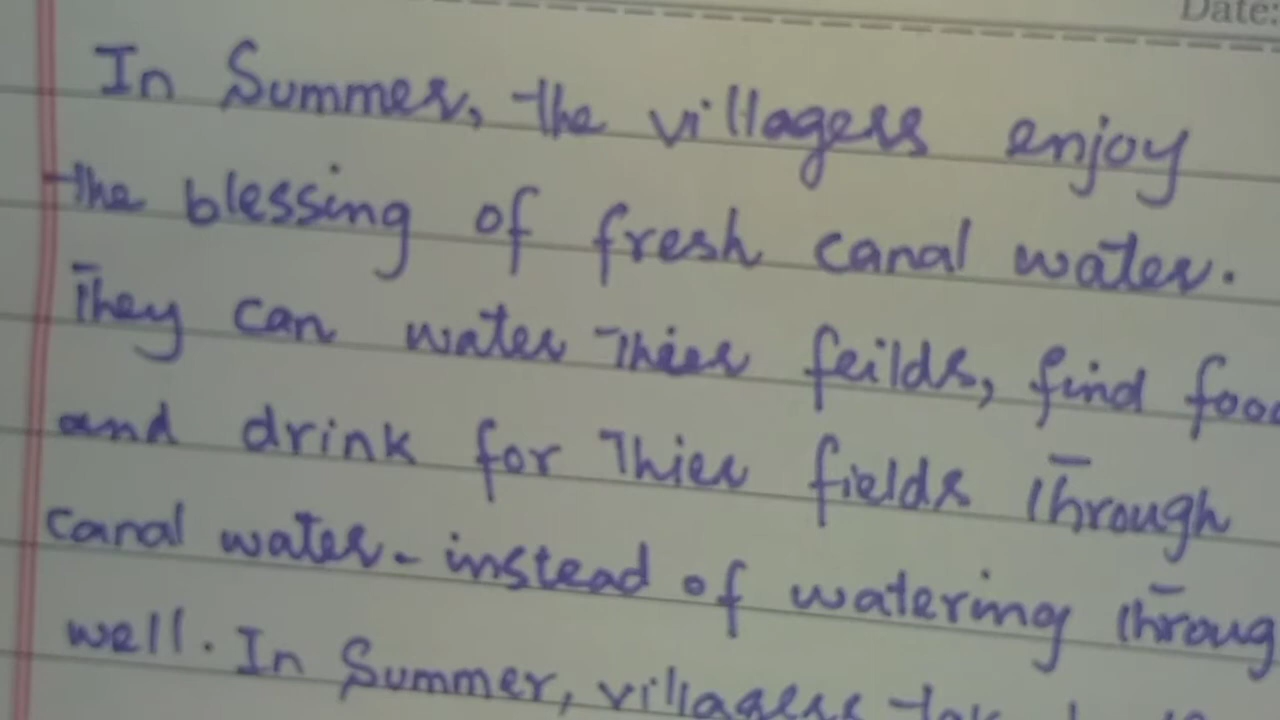 Date:
In Summer, the villagers enjoy
the blessing of fresh canal water.
They can water thier feilds, find food
and drink for Thier fields through
canal water. instead of watering throug
well. In Summer, villagers